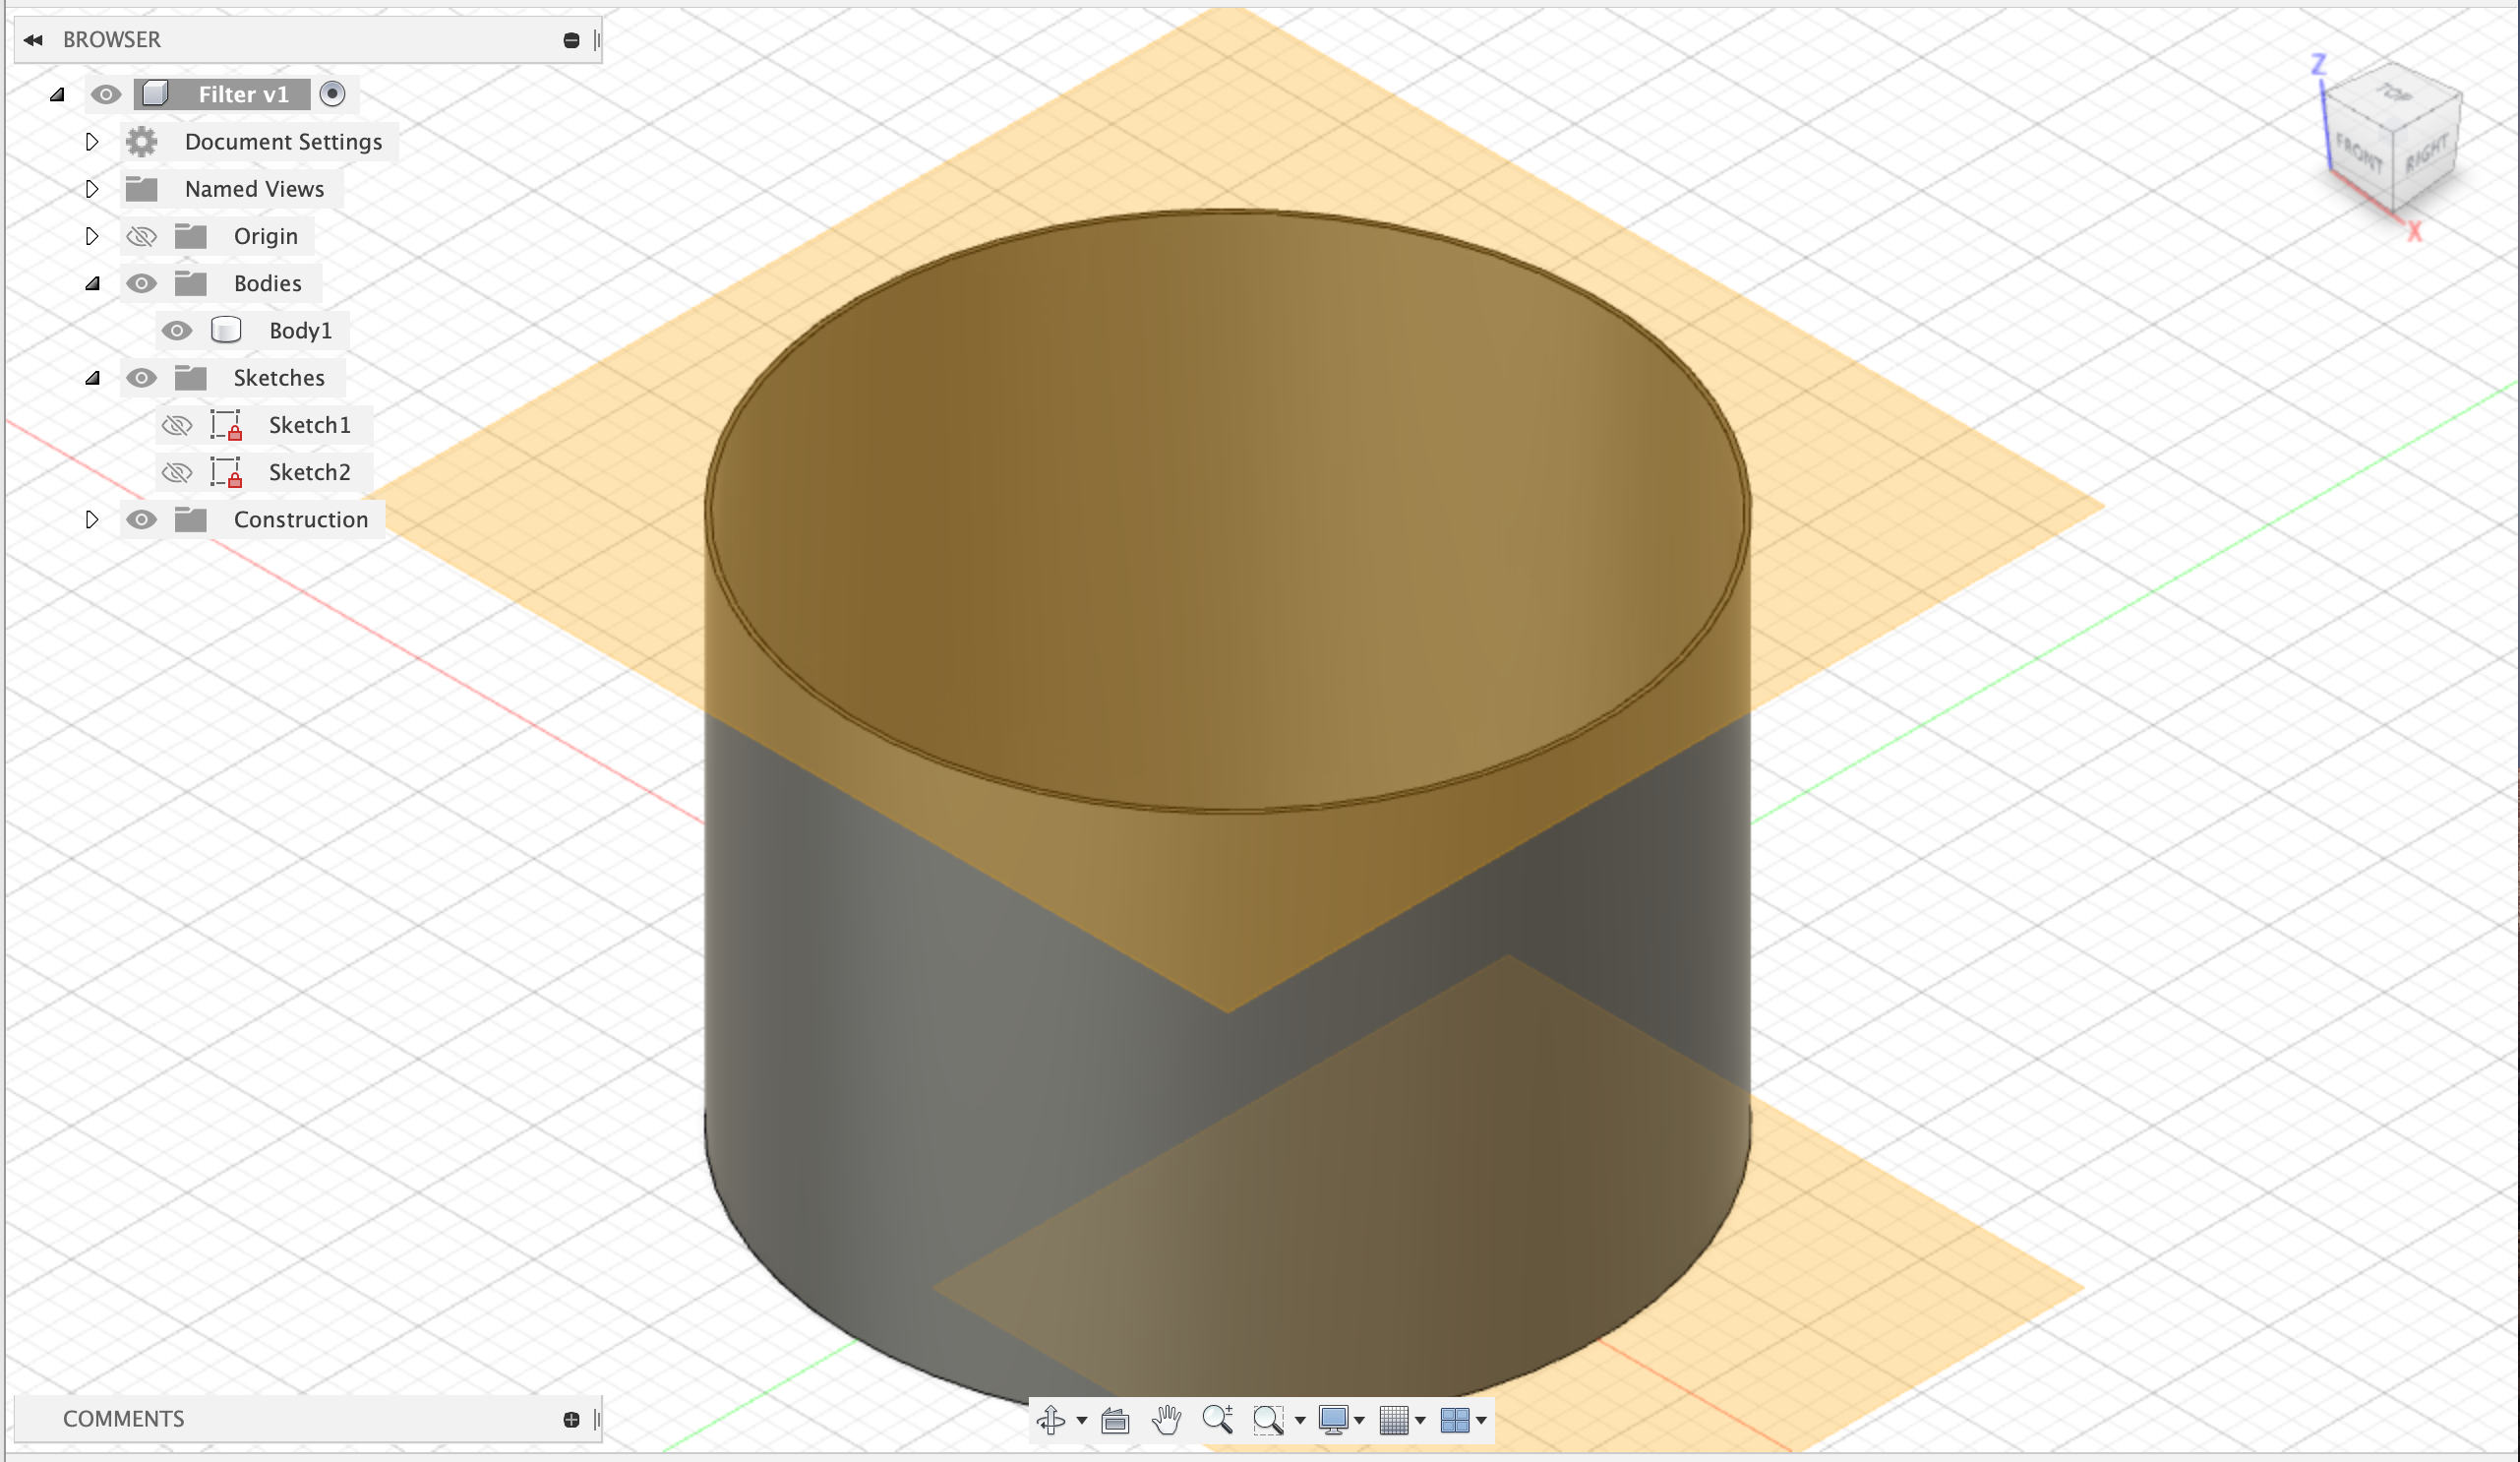 BROWSER
Filter v1
Document Settings
Named Views
Origin
Bodies
Body1
Sketches
Sketch1
Sketch2
Construction
Z
TOP
FRONT
RIGHT
X
COMMENTS